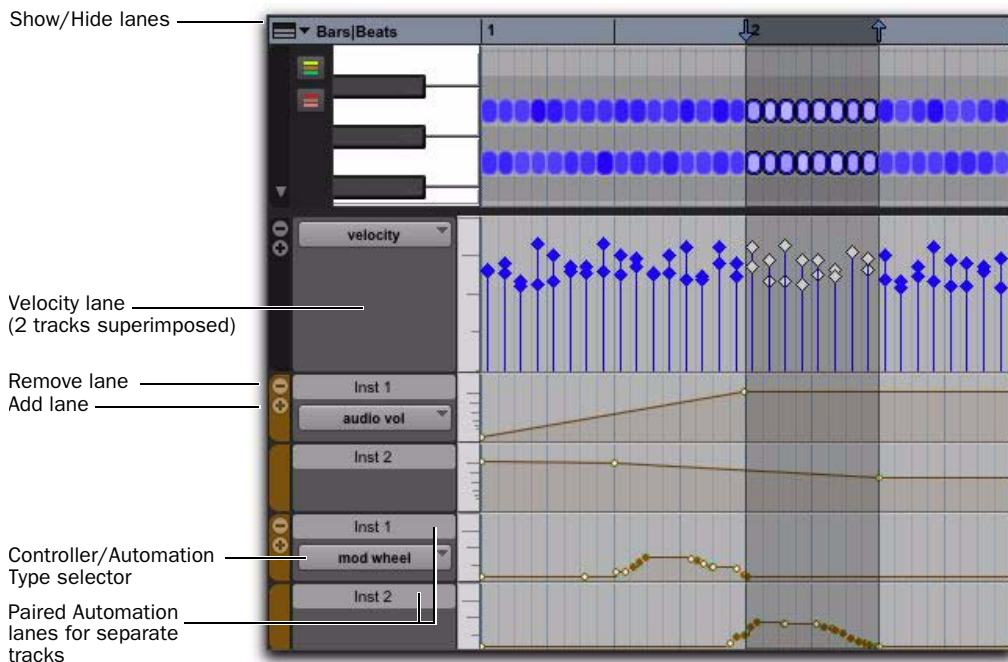 Show/Hide lanes
Bars|Beats
1
2
velocity
Velocity lane
(2 tracks superimposed)
Remove lane
Add lane
Inst 1
audio vol
Inst 2
Inst 1
Controller/Automation
Type selector
mod wheel
Inst 2
Paired Automation
lanes for separate
tracks